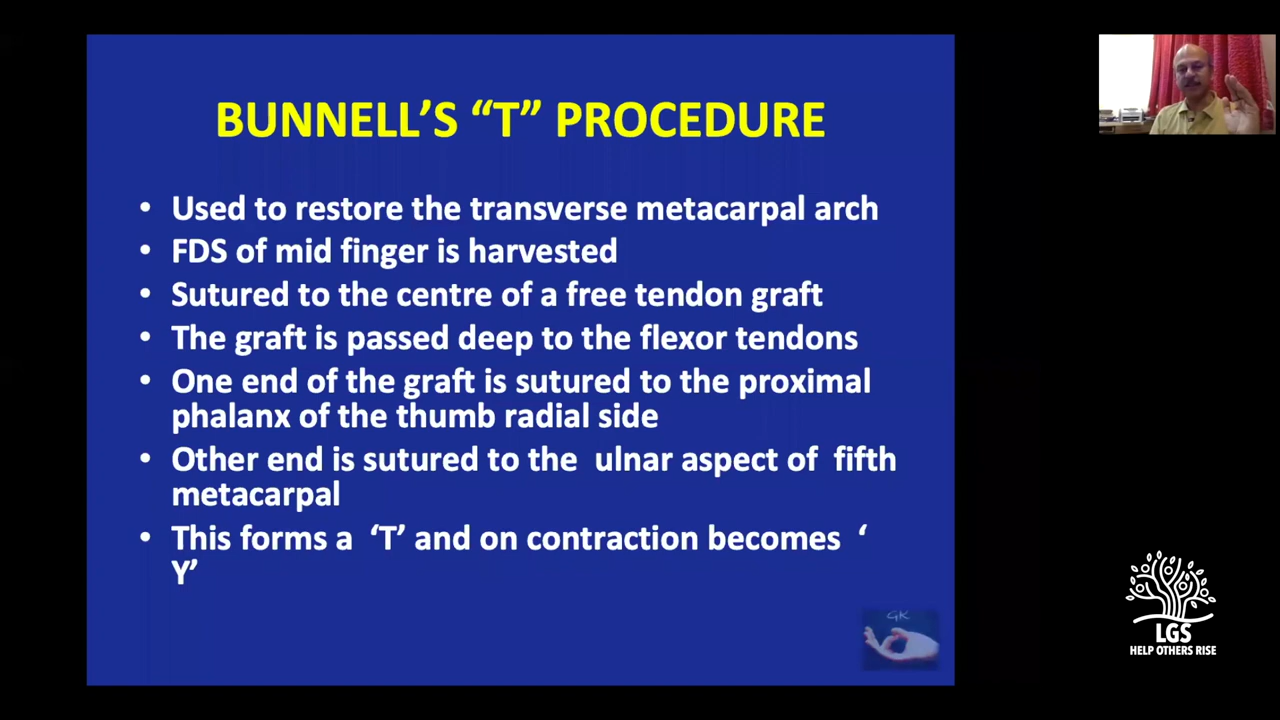 BUNNELL’S “T” PROCEDURE
• Used to restore the transverse metacarpal arch
• FDS of mid finger is harvested
• Sutured to the centre of a free tendon graft
• The graft is passed deep to the flexor tendons
• One end of the graft is sutured to the proximal
phalanx of the thumb radial side
• Other end is sutured to the  ulnar aspect of  fifth
metacarpal
• This forms a  ‘T’ and on contraction becomes  ‘
Y’
GK
LGS
HELP OTHERS RISE